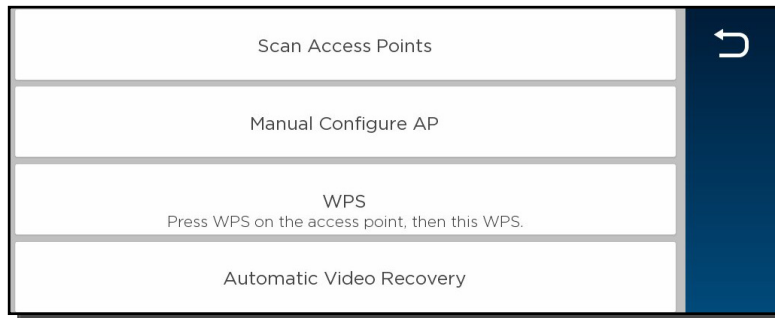 Scan Access Points
Manual Configure AP
WPS
Press WPS on the access point, then this WPS.
Automatic Video Recovery